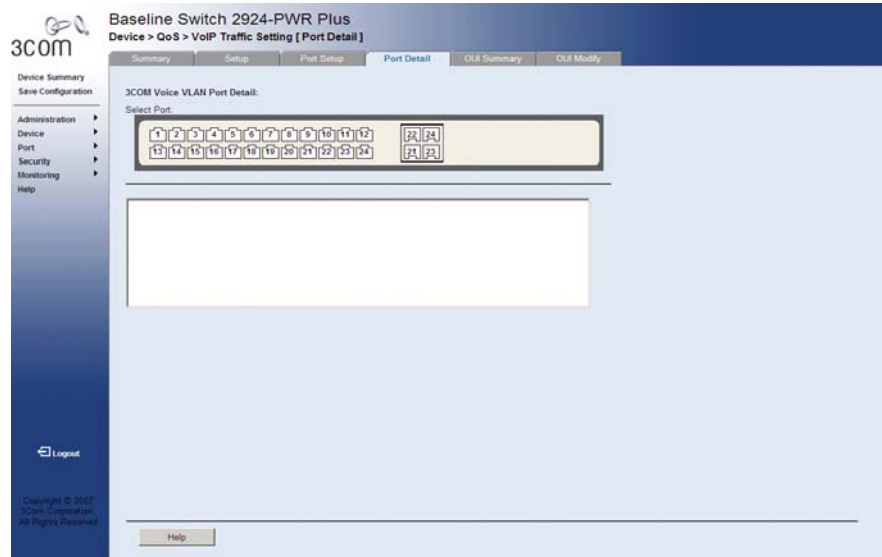 3COM
Baseline Switch 2924-PWR Plus
Device > QoS > VoIP Traffic Setting [ Port Detail ]
Summary Setup Port Setup Port Detail OUI Summary OUI Modify
Device Summary
Save Configuration
Administration
Device
Port
Security
Monitoring
Help
Logout
Copyright © 2007
3Com Corporation
All Rights Reserved
3COM Voice VLAN Port Detail:
Select Port:
1 2 3 4 5 6 7 8 9 10 11 12 22 24
13 14 15 16 17 18 19 20 21 22 23 24 21 23
Help